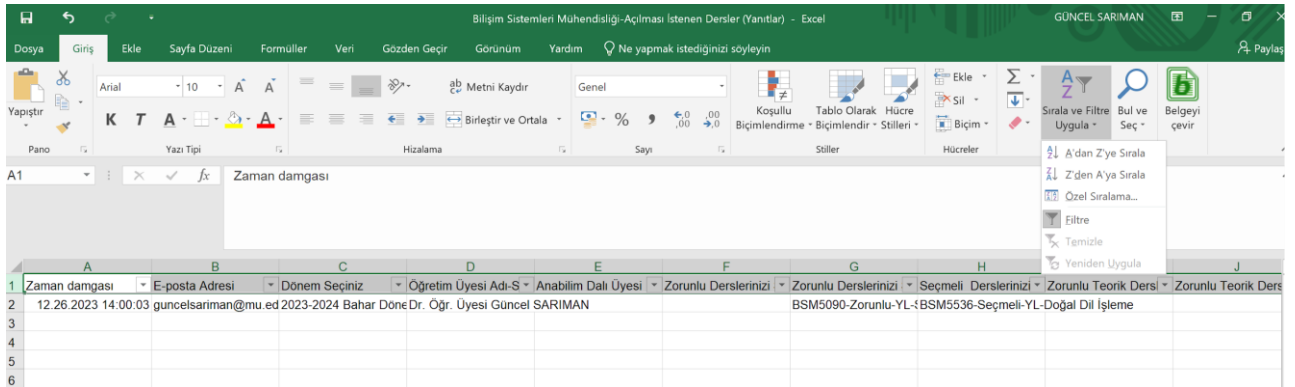 Bilişim Sistemleri Mühendisliği-Açılması İstenen Dersler (Yanıtlar) - Excel
GÜNCEL SARIMAN
Dosya Giriş Ekle Sayfa Düzeni Formüller Veri Gözden Geçir Görünüm Yardım Ne yapmak istediğinizi söyleyin Paylaş
Yapıştır
Arial 10 A A
K T A A
ab Metni Kaydır
Birleştir ve Ortala
Genel
% ,00 ,00
Koşullu Biçimlendirme
Tablo Olarak Biçimlendir
Hücre Stilleri
Ekle
Sil
Biçim
Sırala ve Filtre Uygula
Bul ve Seç
Belgeyi çevir
Pano Yazı Tipi Hizalama Sayı Stiller Hücreler
A'dan Z'ye Sırala
Z'den A'ya Sırala
Özel Sıralama...
Filtre
Temizle
Yeniden Uygula
A1 fx Zaman damgası
A B C D E F G H J
1 Zaman damgası E-posta Adresi Dönem Seçiniz Öğretim Üyesi Adı-S Anabilim Dalı Üyesi Zorunlu Derslerinizi Zorunlu Derslerinizi Seçmeli Derslerinizi Zorunlu Teorik Dersl Zorunlu Teorik Ders
2 12.26.2023 14:00:03 guncelsariman@mu.ed 2023-2024 Bahar Döne Dr. Öğr. Üyesi Güncel SARIMAN BSM5090-Zorunlu-YL- BSM5536-Seçmeli-YL-Doğal Dil İşleme
3
4
5
6